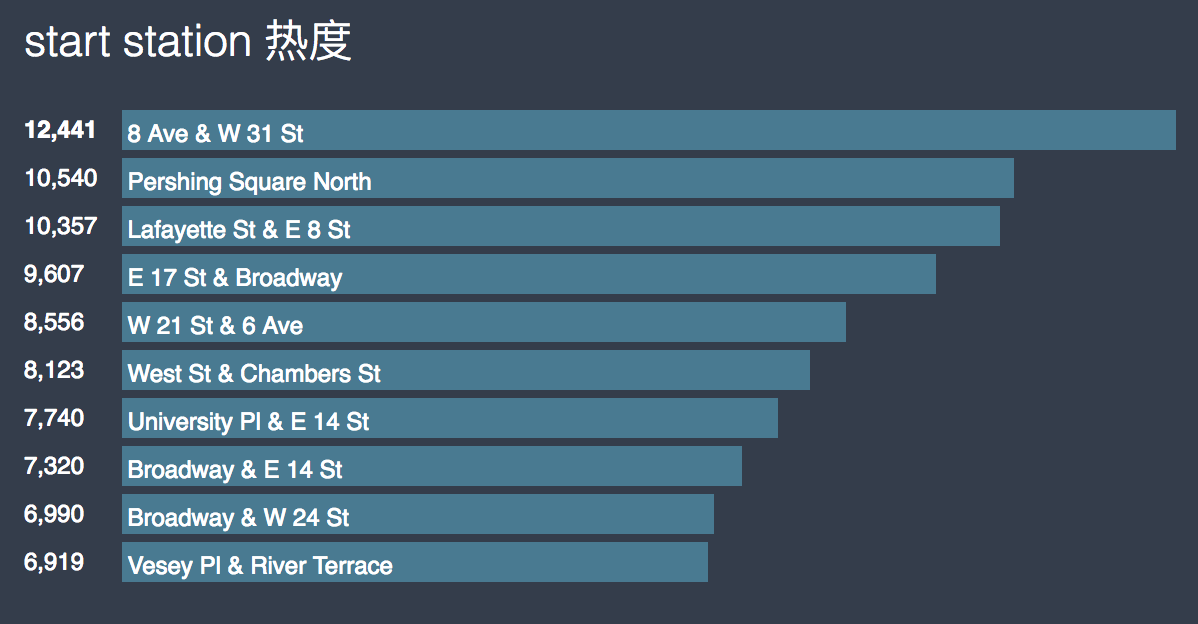 start station 热度
12,441 8 Ave & W 31 St
10,540 Pershing Square North
10,357 Lafayette St & E 8 St
9,607 E 17 St & Broadway
8,556 W 21 St & 6 Ave
8,123 West St & Chambers St
7,740 University Pl & E 14 St
7,320 Broadway & E 14 St
6,990 Broadway & W 24 St
6,919 Vesey Pl & River Terrace